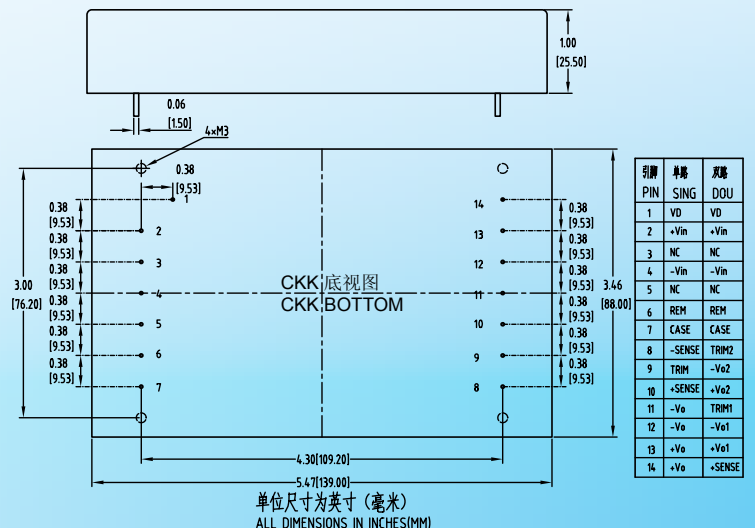 1.00
[25.50]
0.06
[1.50]
4×M3
0.38
[9.53]
1
14
0.38
[9.53]
0.38
[9.53]
2
13
0.38
[9.53]
0.38
[9.53]
3
12
0.38
[9.53]
3.00
[76.20]
CKK 底视图
CKK BOTTOM
3.46
[88.00]
4
11
0.38
[9.53]
0.38
[9.53]
5
10
0.38
[9.53]
0.38
[9.53]
6
9
0.38
[9.53]
0.38
[9.53]
7
8
4.30[109.20]
5.47[139.00]
单位尺寸为英寸 (毫米)
ALL DIMENSIONS IN INCHES(MM)
引脚 单路 双路
PIN SING DOU
1 VD VD
2 +Vin +Vin
3 NC NC
4 -Vin -Vin
5 NC NC
6 REM REM
7 CASE CASE
8 -SENSE TRIM2
9 TRIM -Vo2
10 +SENSE +Vo2
11 -Vo TRIM1
12 -Vo -Vo1
13 +Vo +Vo1
14 +Vo +SENSE